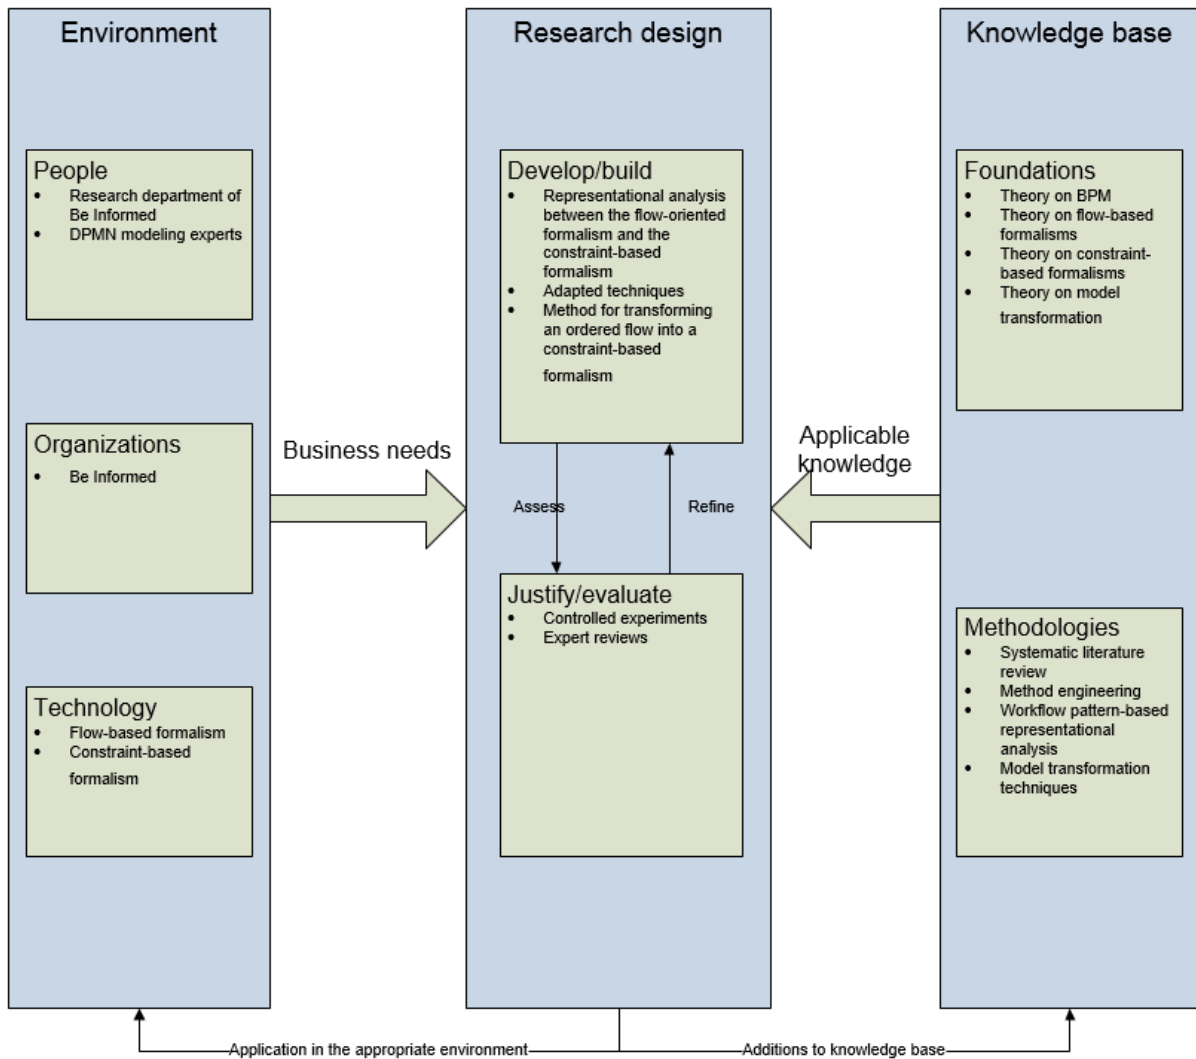 Environment
People
• Research department of
Be Informed
• DPMN modeling experts
Organizations
• Be Informed
Technology
• Flow-based formalism
• Constraint-based
formalism
Business needs
Research design
Develop/build
• Representational analysis
between the flow-oriented
formalism and the
constraint-based
formalism
• Adapted techniques
• Method for transforming
an ordered flow into a
constraint-based
formalism
Assess
Refine
Justify/evaluate
• Controlled experiments
• Expert reviews
Applicable
knowledge
Knowledge base
Foundations
• Theory on BPM
• Theory on flow-based
formalisms
• Theory on constraint-
based formalisms
• Theory on model
transformation
Methodologies
• Systematic literature
review
• Method engineering
• Workflow pattern-based
representational
analysis
• Model transformation
techniques
Application in the appropriate environment
Additions to knowledge base